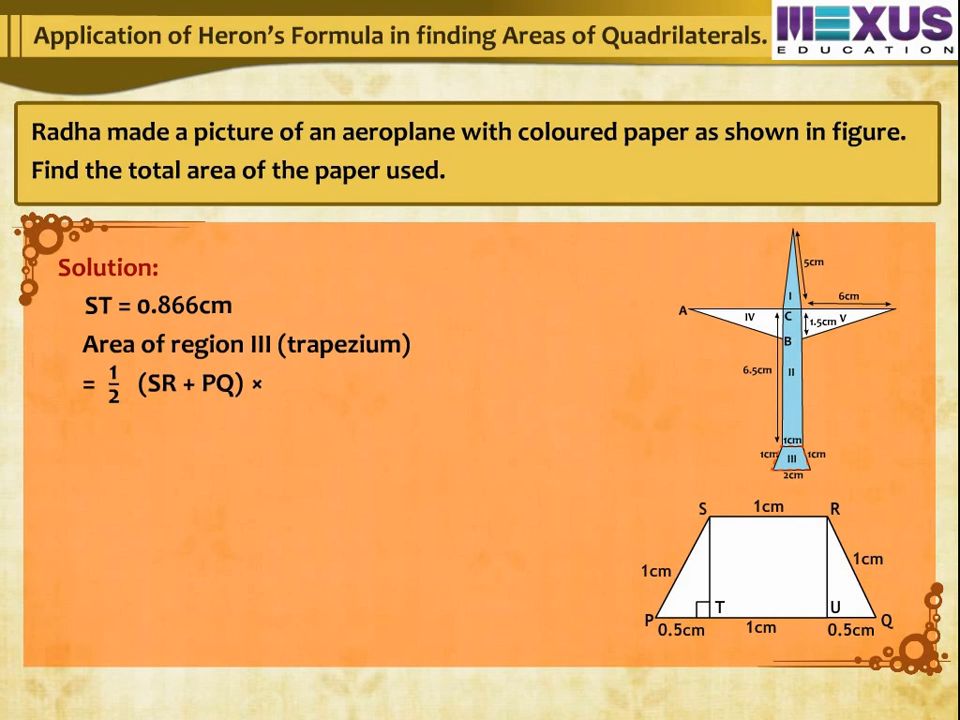 Application of Heron's Formula in finding Areas of Quadrilaterals.
MEXUS
EDUCATION
Radha made a picture of an aeroplane with coloured paper as shown in figure.
Find the total area of the paper used.
Solution:
ST = 0.866cm
Area of region III (trapezium)
= 1/2 (SR + PQ) ×
5cm
I
6cm
A
IV
C
1.5cm
V
B
6.5cm
II
1cm
1cm
III
1cm
2cm
S
1cm
R
1cm
1cm
T
U
P
Q
0.5cm
1cm
0.5cm